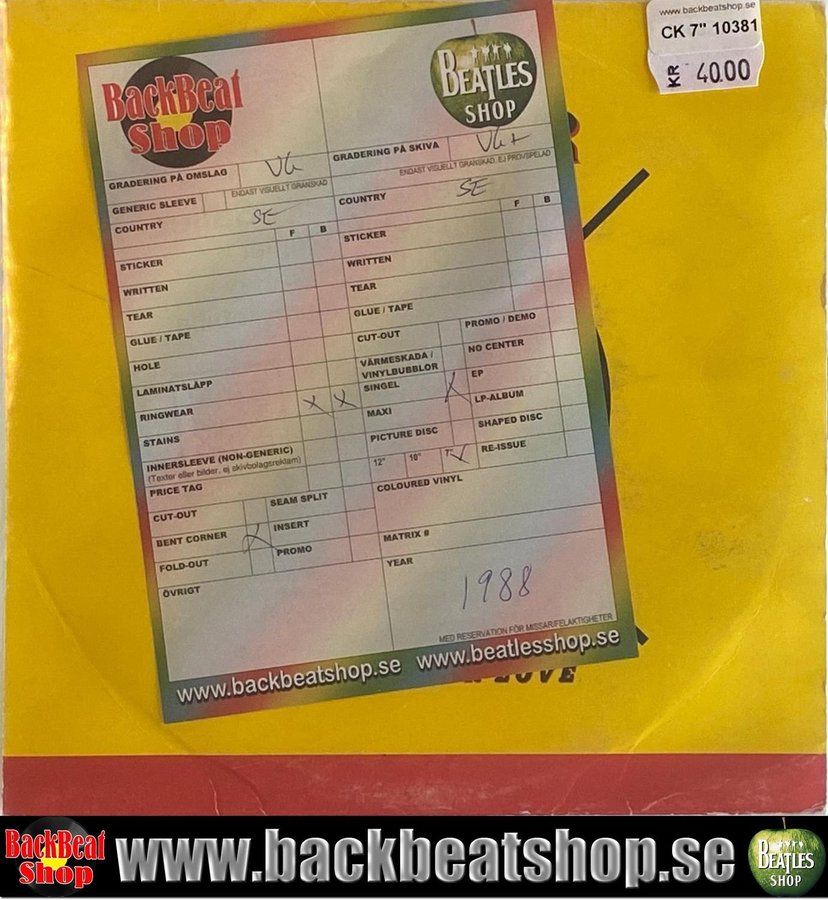 www.backbeatshop.se
CK 7" 10381
KR 40.00
BackBeat
Shop
BEATLES
SHOP
GRADERING PÅ OMSLAG VG
ENDAST VISUELLT GRANSKAD
GRADERING PÅ SKIVA VG+
ENDAST VISUELLT GRANSKAD, EJ PROVSPELAD
GENERIC SLEEVE
COUNTRY SE
F B
STICKER
WRITTEN
TEAR
GLUE / TAPE
HOLE
LAMINATSLÄPP
RINGWEAR X X
STAINS
INNERSLEEVE (NON-GENERIC)
(Texter eller bilder, ej skivbolagsreklam)
PRICE TAG
CUT-OUT
SEAM SPLIT
BENT CORNER X
INSERT
FOLD-OUT
PROMO
ÖVRIGT
COUNTRY SE
F B
STICKER
WRITTEN
TEAR
GLUE / TAPE
CUT-OUT
PROMO / DEMO
VÄRMESKADA /
VINYLBUBBLOR
NO CENTER
SINGEL X
EP
MAXI
LP-ALBUM
PICTURE DISC
SHAPED DISC
12" 10" 7"
RE-ISSUE
COLOURED VINYL
MATRIX #
YEAR
1988
MED RESERVATION FÖR MISSAR/FELAKTIGHETER
www.backbeatshop.se www.beatlesshop.se
LOVE
BackBeat
Shop
www.backbeatshop.se
BEATLES
SHOP